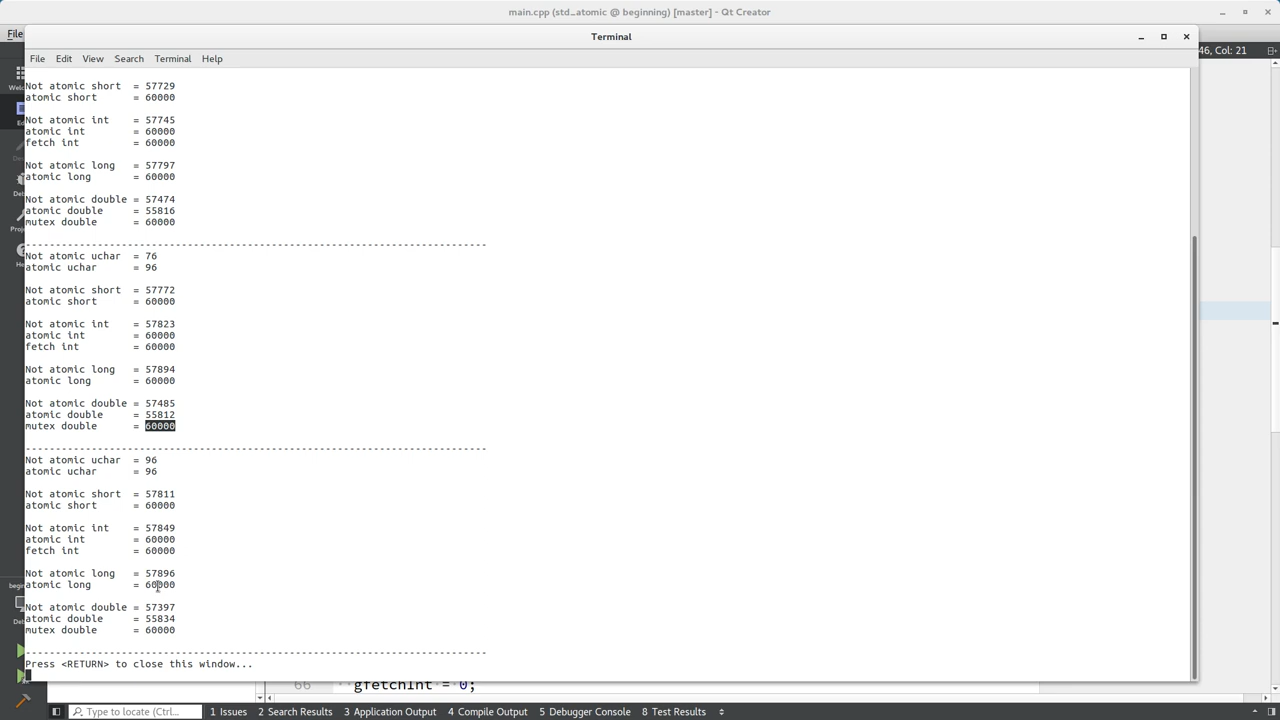 main.cpp (std_atomic @ beginning) [master] - Qt Creator
File
Terminal
46, Col: 21
File Edit View Search Terminal Help
Not atomic short = 57729
atomic short = 60000
Not atomic int = 57745
atomic int = 60000
fetch int = 60000
Not atomic long = 57797
atomic long = 60000
Not atomic double = 57474
atomic double = 55816
mutex double = 60000
--------------------------------------------------------------------------------
Not atomic uchar = 76
atomic uchar = 96
Not atomic short = 57772
atomic short = 60000
Not atomic int = 57823
atomic int = 60000
fetch int = 60000
Not atomic long = 57894
atomic long = 60000
Not atomic double = 57485
atomic double = 55812
mutex double = 60000
--------------------------------------------------------------------------------
Not atomic uchar = 96
atomic uchar = 96
Not atomic short = 57811
atomic short = 60000
Not atomic int = 57849
atomic int = 60000
fetch int = 60000
Not atomic long = 57896
atomic long = 60000
Not atomic double = 57397
atomic double = 55834
mutex double = 60000
--------------------------------------------------------------------------------
Press <RETURN> to close this window...
66 gfetchInt = 0;
Type to locate (Ctrl... 1 Issues 2 Search Results 3 Application Output 4 Compile Output 5 Debugger Console 8 Test Results